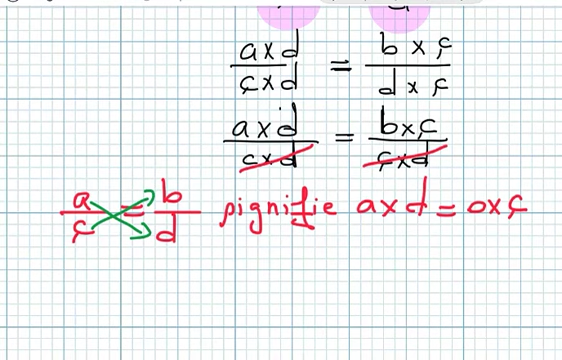 a x d / c x d = b x c / d x c
a x d / c x d = b x c / c x d
a / c = b / d signifie a x d = b x c